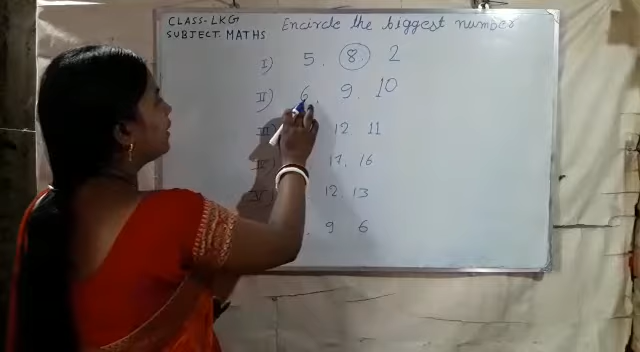 CLASS-LKG Encircle the biggest number
SUBJECT. MATHS
I) 5. 8. 2
II) 6. 9. 10
12 11
17. 16
12. 13
. 9 6